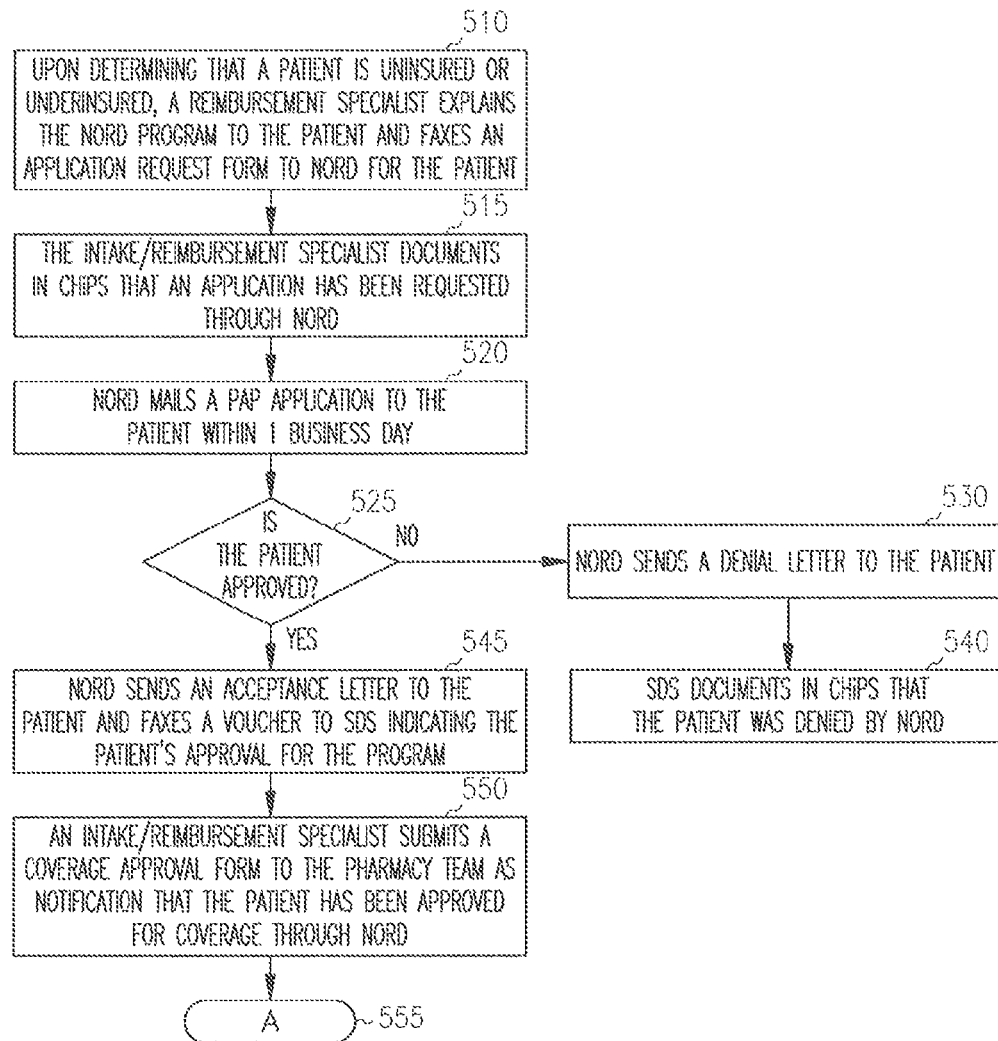 510
UPON DETERMINING THAT A PATIENT IS UNINSURED OR
UNDERINSURED, A REIMBURSEMENT SPECIALIST EXPLAINS
THE NORD PROGRAM TO THE PATIENT AND FAXES AN
APPLICATION REQUEST FORM TO NORD FOR THE PATIENT
515
THE INTAKE/REIMBURSEMENT SPECIALIST DOCUMENTS
IN CHIPS THAT AN APPLICATION HAS BEEN REQUESTED
THROUGH NORD
520
NORD MAILS A PAP APPLICATION TO THE
PATIENT WITHIN 1 BUSINESS DAY
525
IS
THE PATIENT
APPROVED?
NO
530
NORD SENDS A DENIAL LETTER TO THE PATIENT
540
SDS DOCUMENTS IN CHIPS THAT
THE PATIENT WAS DENIED BY NORD
YES
545
NORD SENDS AN ACCEPTANCE LETTER TO THE
PATIENT AND FAXES A VOUCHER TO SDS INDICATING THE
PATIENT'S APPROVAL FOR THE PROGRAM
550
AN INTAKE/REIMBURSEMENT SPECIALIST SUBMITS A
COVERAGE APPROVAL FORM TO THE PHARMACY TEAM AS
NOTIFICATION THAT THE PATIENT HAS BEEN APPROVED
FOR COVERAGE THROUGH NORD
A
555